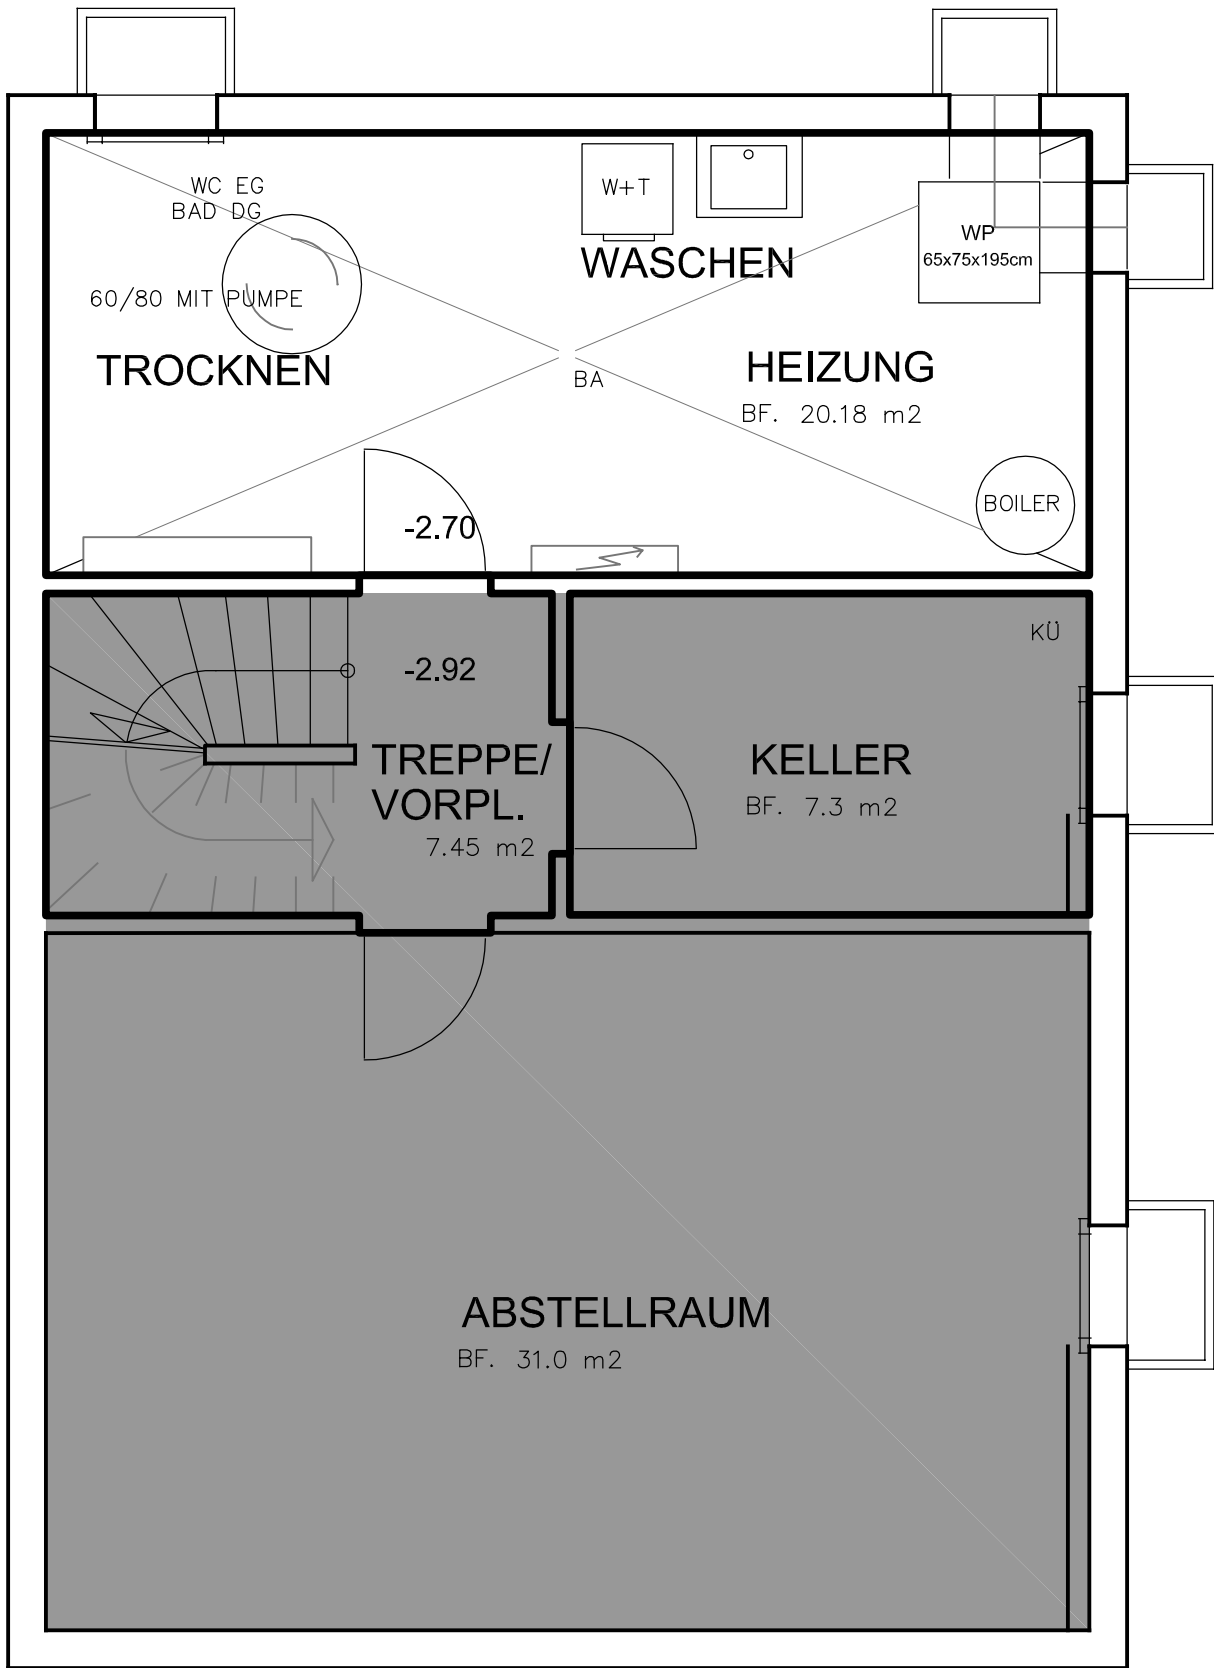 WC EG
BAD DG
60/80 MIT PUMPE
TROCKNEN
W+T
WASCHEN
WP
65x75x195cm
BA
HEIZUNG
BF. 20.18 m2
BOILER
-2.70
-2.92
TREPPE/
VORPL.
7.45 m2
KÜ
KELLER
BF. 7.3 m2
ABSTELLRAUM
BF. 31.0 m2